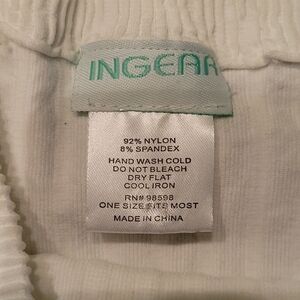 INGEAR
92% NYLON
8% SPANDEX
HAND WASH COLD
DO NOT BLEACH
DRY FLAT
COOL IRON
RN# 98598
ONE SIZE FITS MOST
MADE IN CHINA